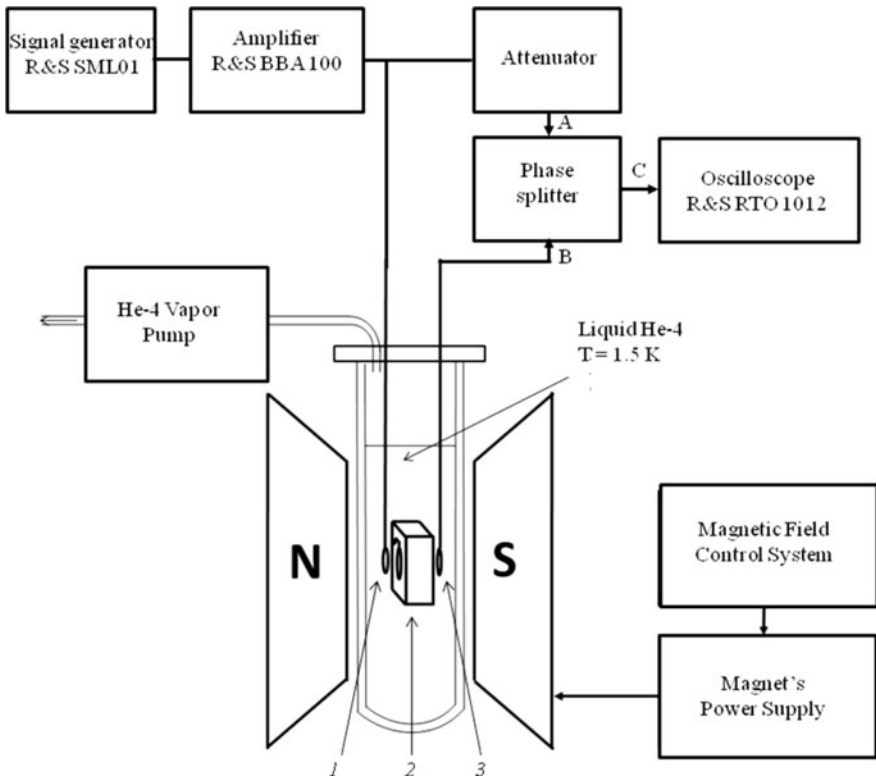 Signal generator
R&S SML01
Amplifier
R&S BBA100
Attenuator
A
Phase
splitter
C
Oscilloscope
R&S RTO 1012
B
He-4 Vapor
Pump
Liquid He-4
T = 1.5 K
N
S
Magnetic Field
Control System
Magnet`s
Power Supply
1
2
3